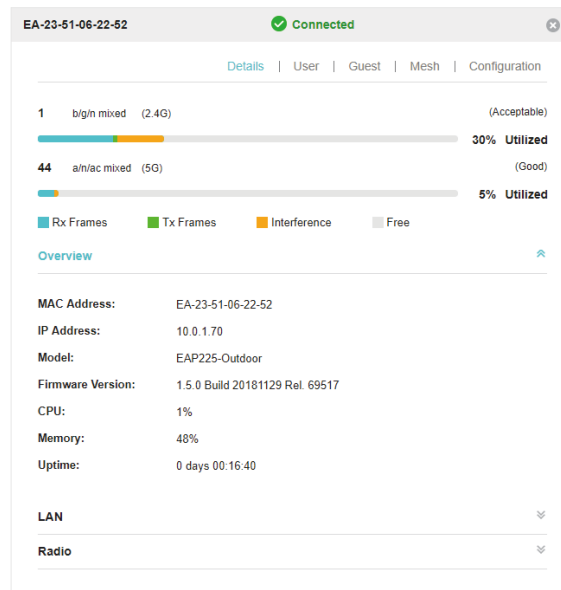 EA-23-51-06-22-52 Connected
Details | User | Guest | Mesh | Configuration
1 b/g/n mixed (2.4G) (Acceptable)
30% Utilized
44 a/n/ac mixed (5G) (Good)
5% Utilized
Rx Frames Tx Frames Interference Free
Overview
MAC Address: EA-23-51-06-22-52
IP Address: 10.0.1.70
Model: EAP225-Outdoor
Firmware Version: 1.5.0 Build 20181129 Rel. 69517
CPU: 1%
Memory: 48%
Uptime: 0 days 00:16:40
LAN
Radio